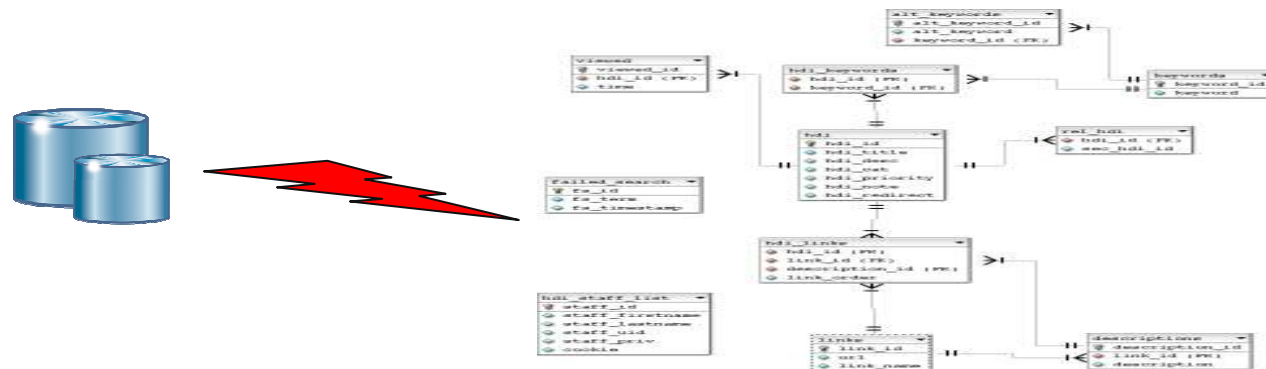 alt_keywords
alt_keyword_id
alt_keyword
keyword_id (FK)
viewed
viewed_id
hdi_id (FK)
time
hdi_keywords
hdi_id (FK)
keyword_id (FK)
keywords
keyword_id
keyword
hdi
hdi_id
hdi_title
hdi_desc
hdi_cat
hdi_priority
hdi_note
hdi_redirect
rel_hdi
hdi_id (FK)
sec_hdi_id
failed_search
fs_id
fs_term
fs_timestamp
hdi_links
hdi_id (FK)
link_id (FK)
description_id (FK)
link_order
hdi_staff_list
staff_id
staff_firstname
staff_lastname
staff_uid
staff_priv
cookie
links
link_id
url
link_name
descriptions
description_id
link_id (FK)
description